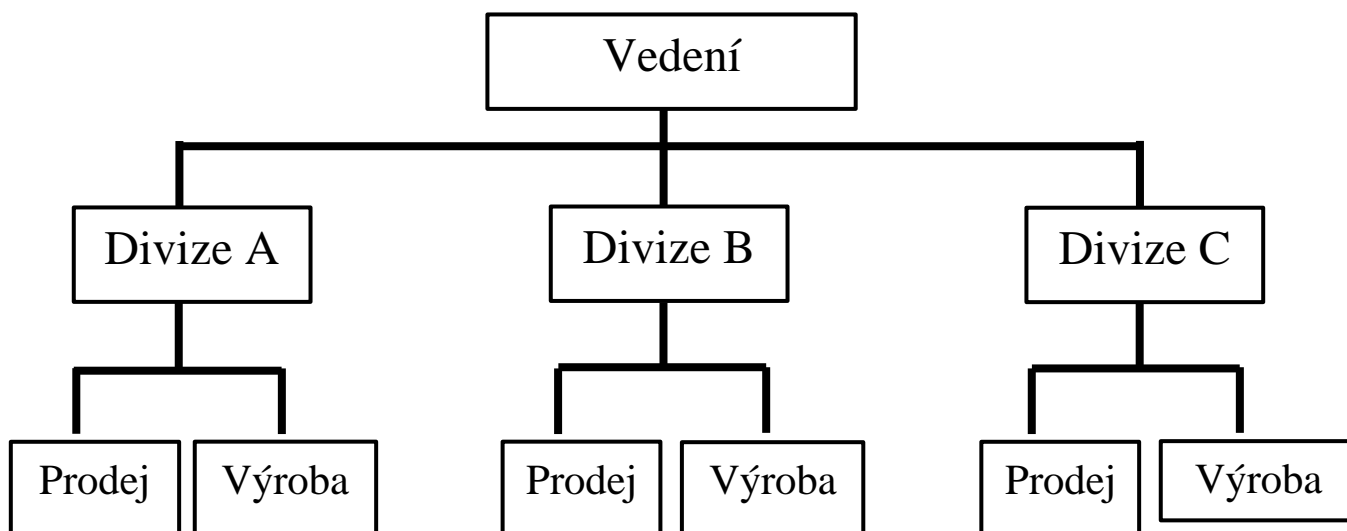 Vedení
Divize A
Divize B
Divize C
Prodej
Výroba
Prodej
Výroba
Prodej
Výroba